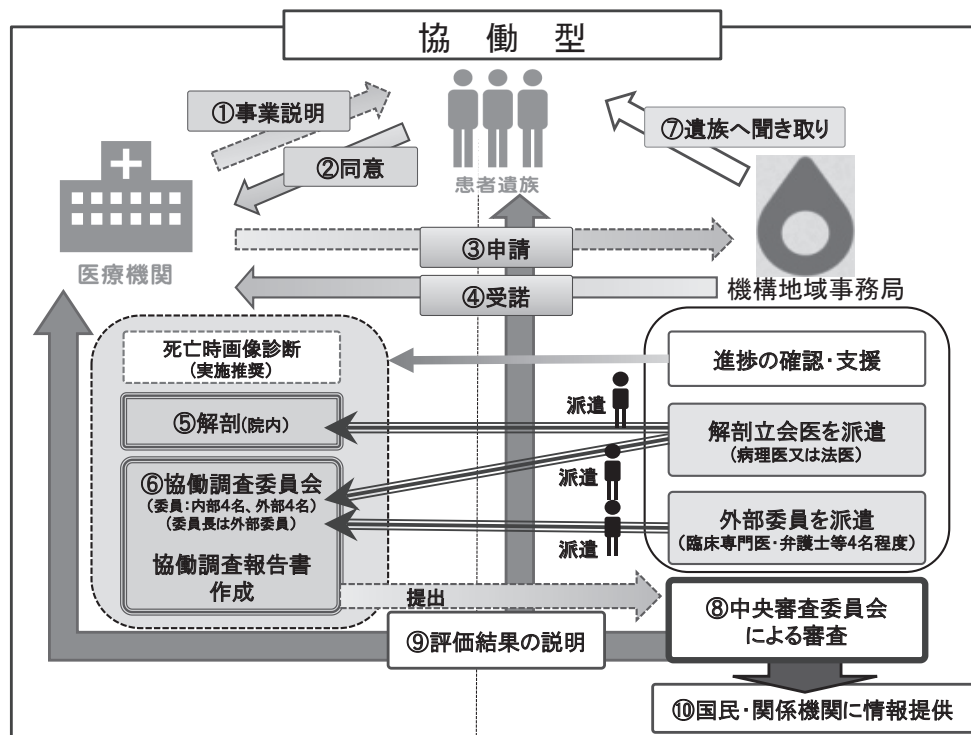 協働型
①事業説明
②同意
⑦遺族へ聞き取り
患者遺族
医療機関
③申請
④受諾
機構地域事務局
死亡時画像診断
(実施推奨)
進捗の確認・支援
派遣
⑤解剖(院内)
解剖立会医を派遣
(病理医又は法医)
派遣
⑥協働調査委員会
(委員:内部4名、外部4名)
(委員長は外部委員)
外部委員を派遣
(臨床専門医・弁護士等4名程度)
派遣
協働調査報告書
作成
提出
⑧中央審査委員会
による審査
⑨評価結果の説明
⑩国民・関係機関に情報提供